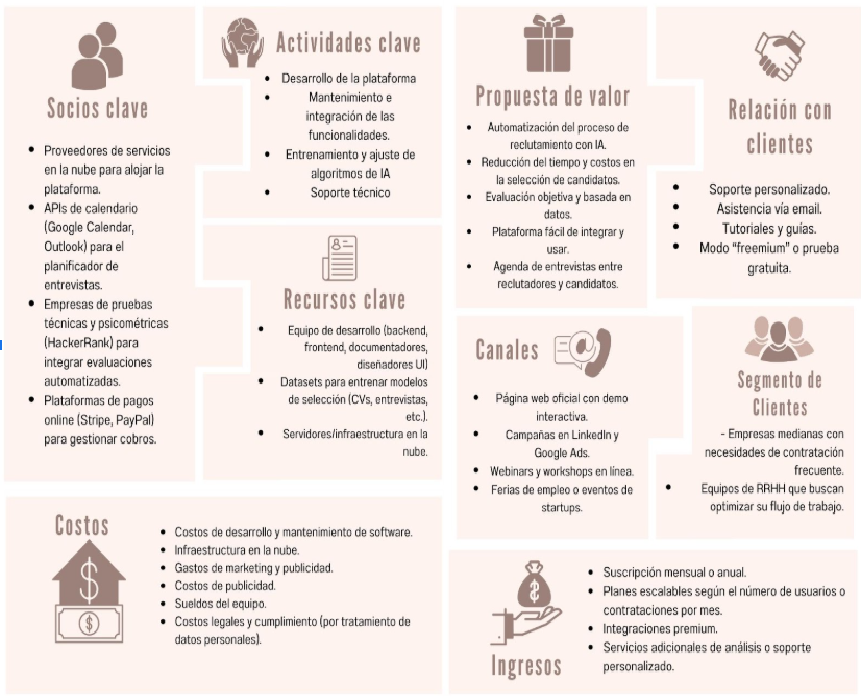 Socios clave
• Proveedores de servicios
en la nube para alojar la
plataforma.
• APIs de calendario
(Google Calendar,
Outlook) para el
planificador de
entrevistas.
• Empresas de pruebas
técnicas y psicométricas
(HackerRank) para
integrar evaluaciones
automatizadas.
• Plataformas de pagos
online (Stripe, PayPal)
para gestionar cobros.
Actividades clave
• Desarrollo de la plataforma
• Mantenimiento e
integración de las
funcionalidades.
• Entrenamiento y ajuste de
algoritmos de IA
• Soporte técnico
Recursos clave
• Equipo de desarrollo (backend,
frontend, documentadores,
diseñadores UI)
• Datasets para entrenar modelos
de selección (CVs, entrevistas,
etc.).
• Servidores/infraestructura en la
nube.
Propuesta de valor
• Automatización del proceso de
reclutamiento con IA.
• Reducción del tiempo y costos en
la selección de candidatos.
• Evaluación objetiva y basada en
datos.
• Plataforma fácil de integrar y
usar.
• Agenda de entrevistas entre
reclutadores y candidatos.
Relación con
clientes
• Soporte personalizado.
• Asistencia vía email.
• Tutoriales y guías.
• Modo "freemium" o prueba
gratuita.
Canales
• Página web oficial con demo
interactiva.
• Campañas en LinkedIn y
Google Ads.
• Webinars y workshops en línea.
• Ferias de empleo o eventos de
startups.
Segmento de
Clientes
- Empresas medianas con
necesidades de contratación
frecuente.
• Equipos de RRHH que buscan
optimizar su flujo de trabajo.
Costos
• Costos de desarrollo y mantenimiento de software.
• Infraestructura en la nube.
• Gastos de marketing y publicidad.
• Costos de publicidad.
• Sueldos del equipo.
• Costos legales y cumplimiento (por tratamiento de
datos personales).
Ingresos
• Suscripción mensual o anual.
• Planes escalables según el número de usuarios o
contrataciones por mes.
• Integraciones premium.
• Servicios adicionales de análisis o soporte
personalizado.